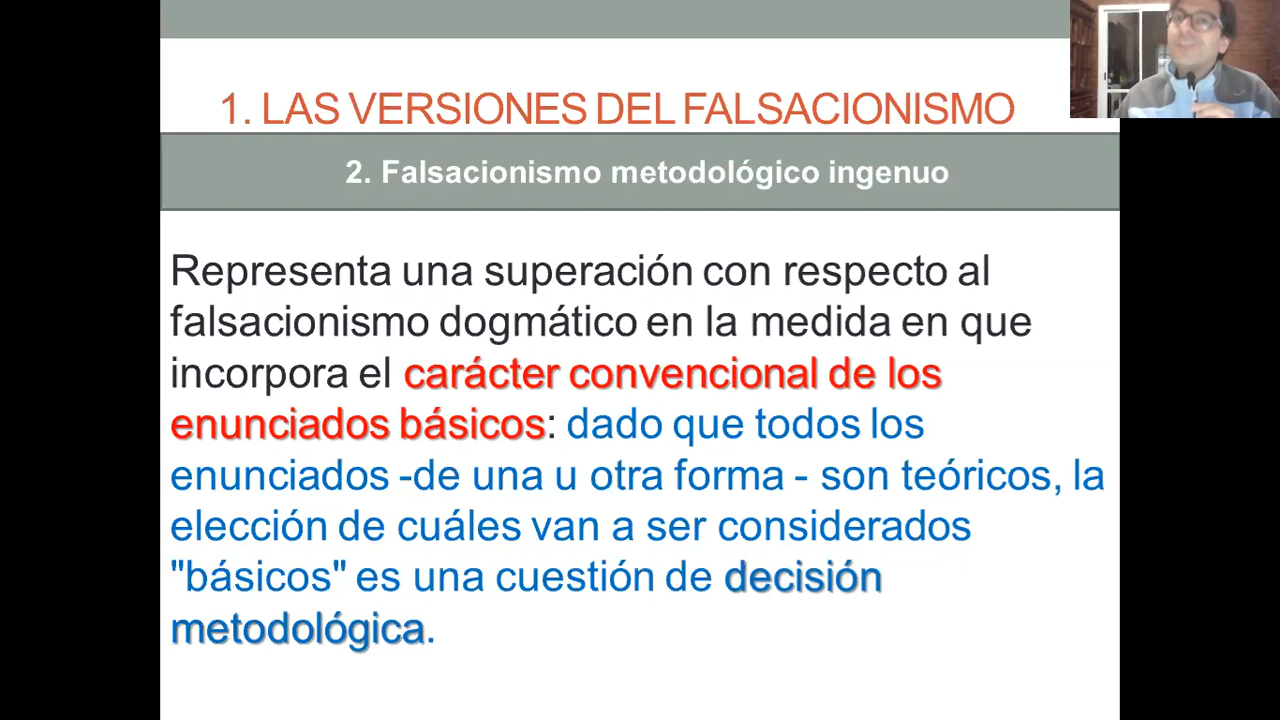 1. LAS VERSIONES DEL FALSACIONISMO
2. Falsacionismo metodológico ingenuo
Representa una superación con respecto al
falsacionismo dogmático en la medida en que
incorpora el carácter convencional de los
enunciados básicos: dado que todos los
enunciados -de una u otra forma - son teóricos, la
elección de cuáles van a ser considerados
"básicos" es una cuestión de decisión
metodológica.